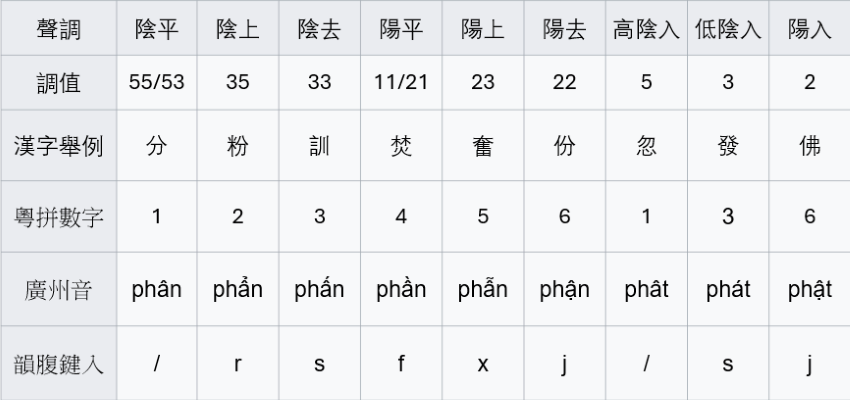 聲調 陰平 陰上 陰去 陽平 陽上 陽去 高陰入 低陰入 陽入
調值 55/53 35 33 11/21 23 22 5 3 2
漢字舉例 分 粉 訓 焚 奮 份 忽 發 佛
粵拼數字 1 2 3 4 5 6 1 3 6
廣州音 phân phẩn phấn phần phẫn phận phât phát phật
韻腹鍵入 / r s f x j / s j